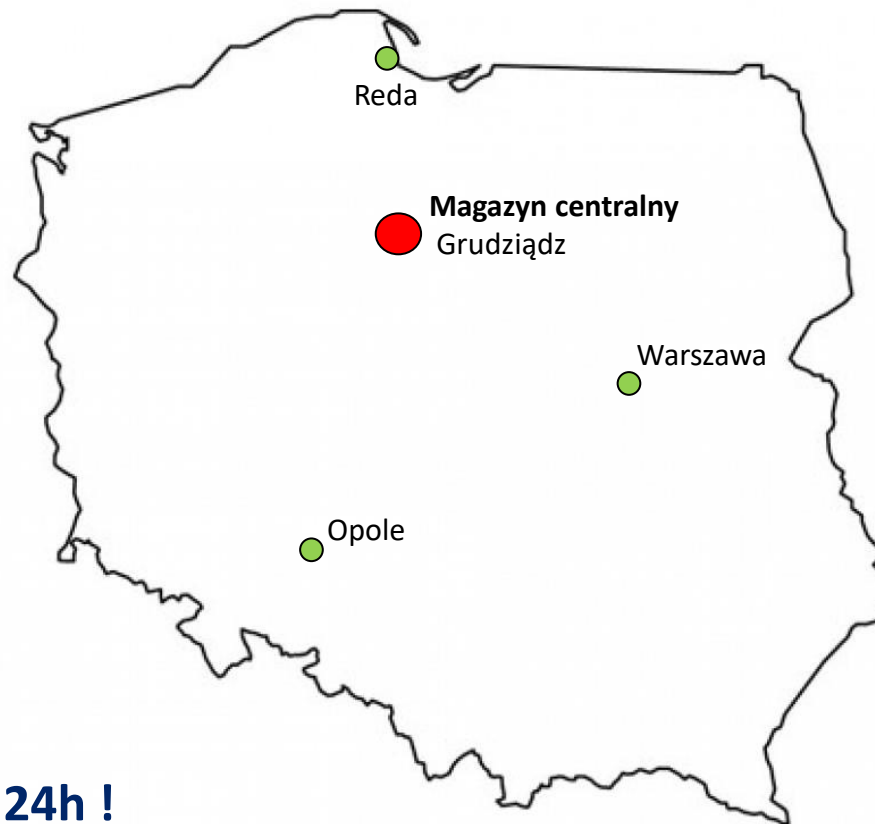 Reda
Magazyn centralny
Grudziądz
Warszawa
Opole
24h !